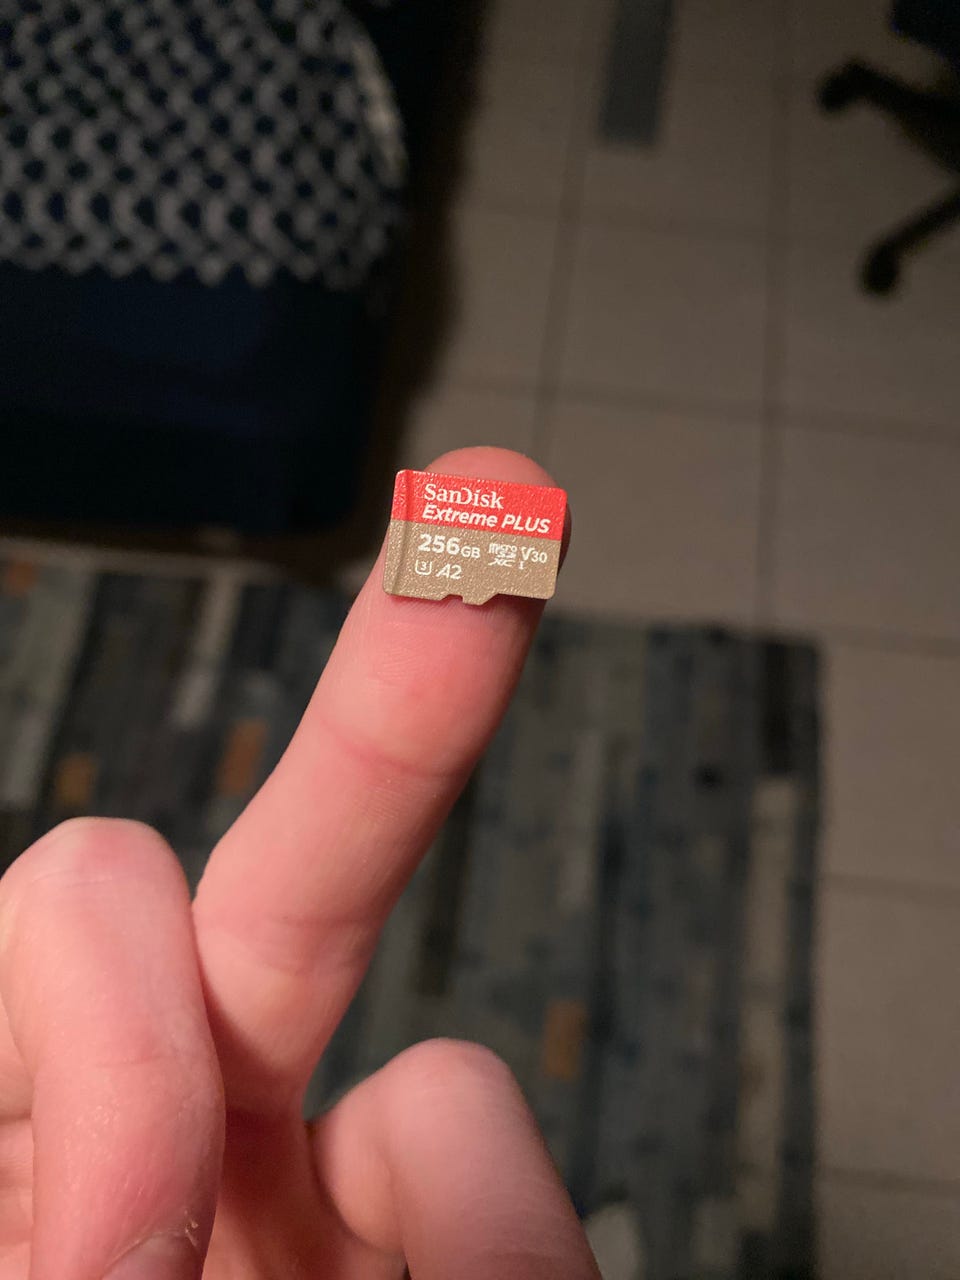 SanDisk
Extreme PLUS
256GB micro SD XC I V30
U3 A2